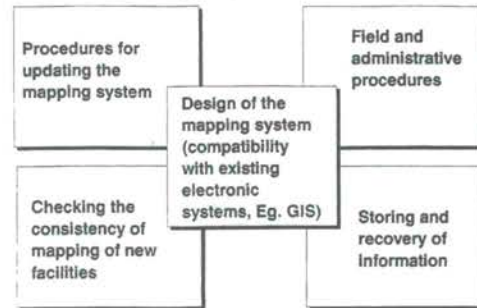 Procedures for
updating the
mapping system
Field and
administrative
procedures
Design of the
mapping system
(compatibility
with existing
electronic
systems, Eg. GIS)
Checking the
consistency of
mapping of new
facilities
Storing and
recovery of
information